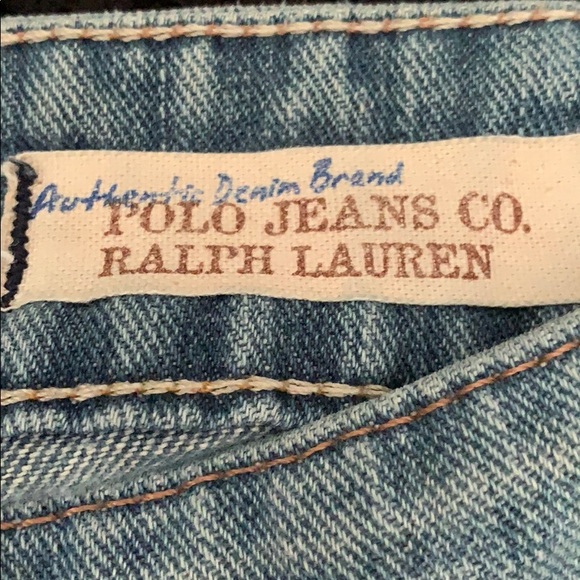 Authentic Denim Brand
POLO JEANS CO.
RALPH LAUREN